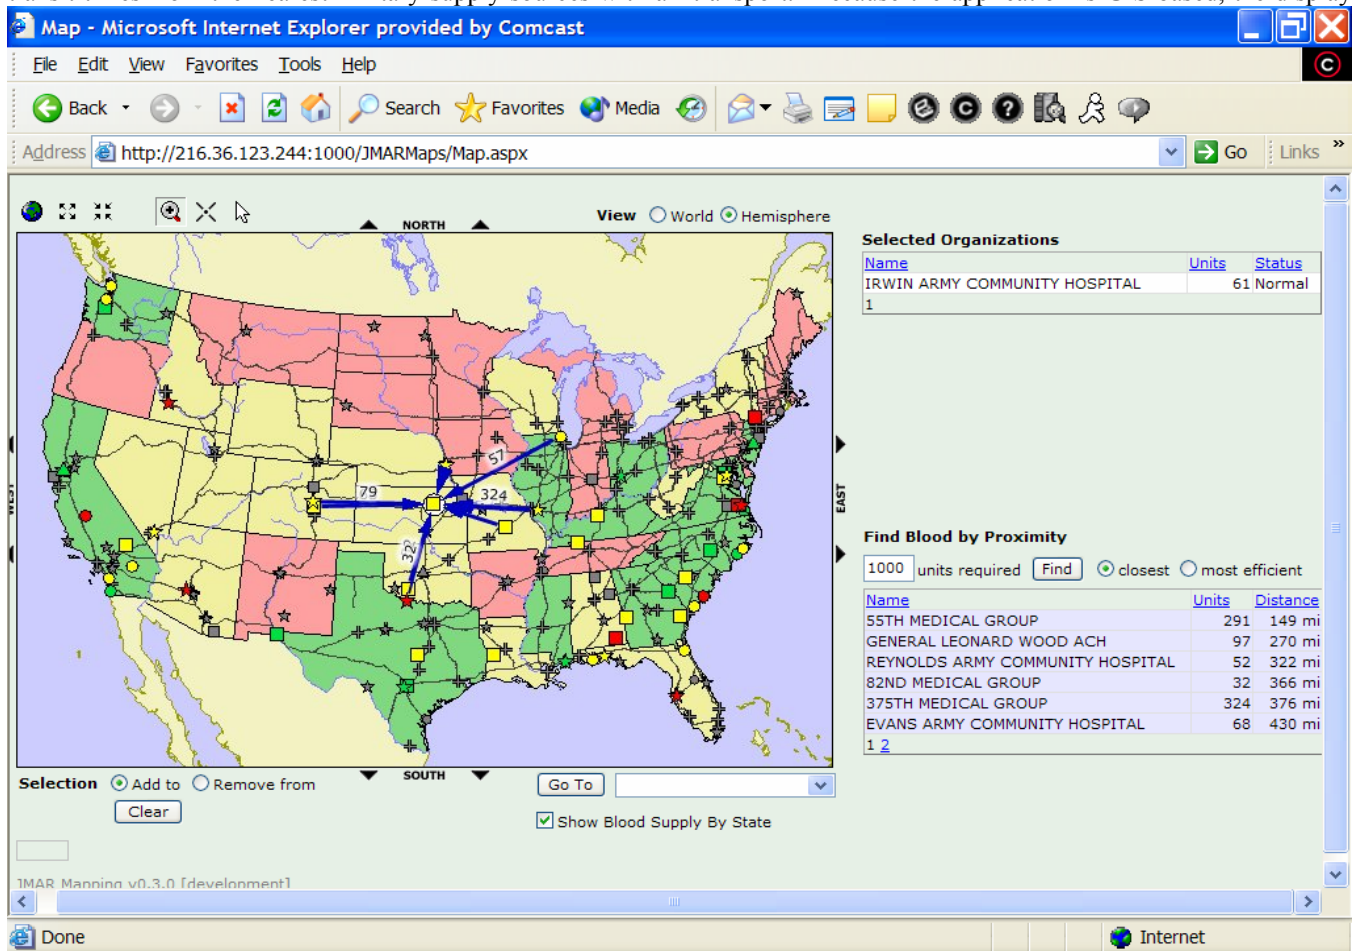 Map - Microsoft Internet Explorer provided by Comcast
File Edit View Favorites Tools Help
Back Search Favorites Media
Address http://216.36.123.244:1000/JMARMaps/Map.aspx Go Links »
NORTH
View World Hemisphere
WEST
EAST
57
79
324
SOUTH
Selection Add to Remove from
Clear
Go To
Show Blood Supply By State
JMAR Mapping v0.3.0 [development]
Selected Organizations
Name Units Status
IRWIN ARMY COMMUNITY HOSPITAL 61 Normal
1
Find Blood by Proximity
1000 units required Find closest most efficient
Name Units Distance
55TH MEDICAL GROUP 291 149 mi
GENERAL LEONARD WOOD ACH 97 270 mi
REYNOLDS ARMY COMMUNITY HOSPITAL 52 322 mi
82ND MEDICAL GROUP 32 366 mi
375TH MEDICAL GROUP 324 376 mi
EVANS ARMY COMMUNITY HOSPITAL 68 430 mi
1 2
Done Internet